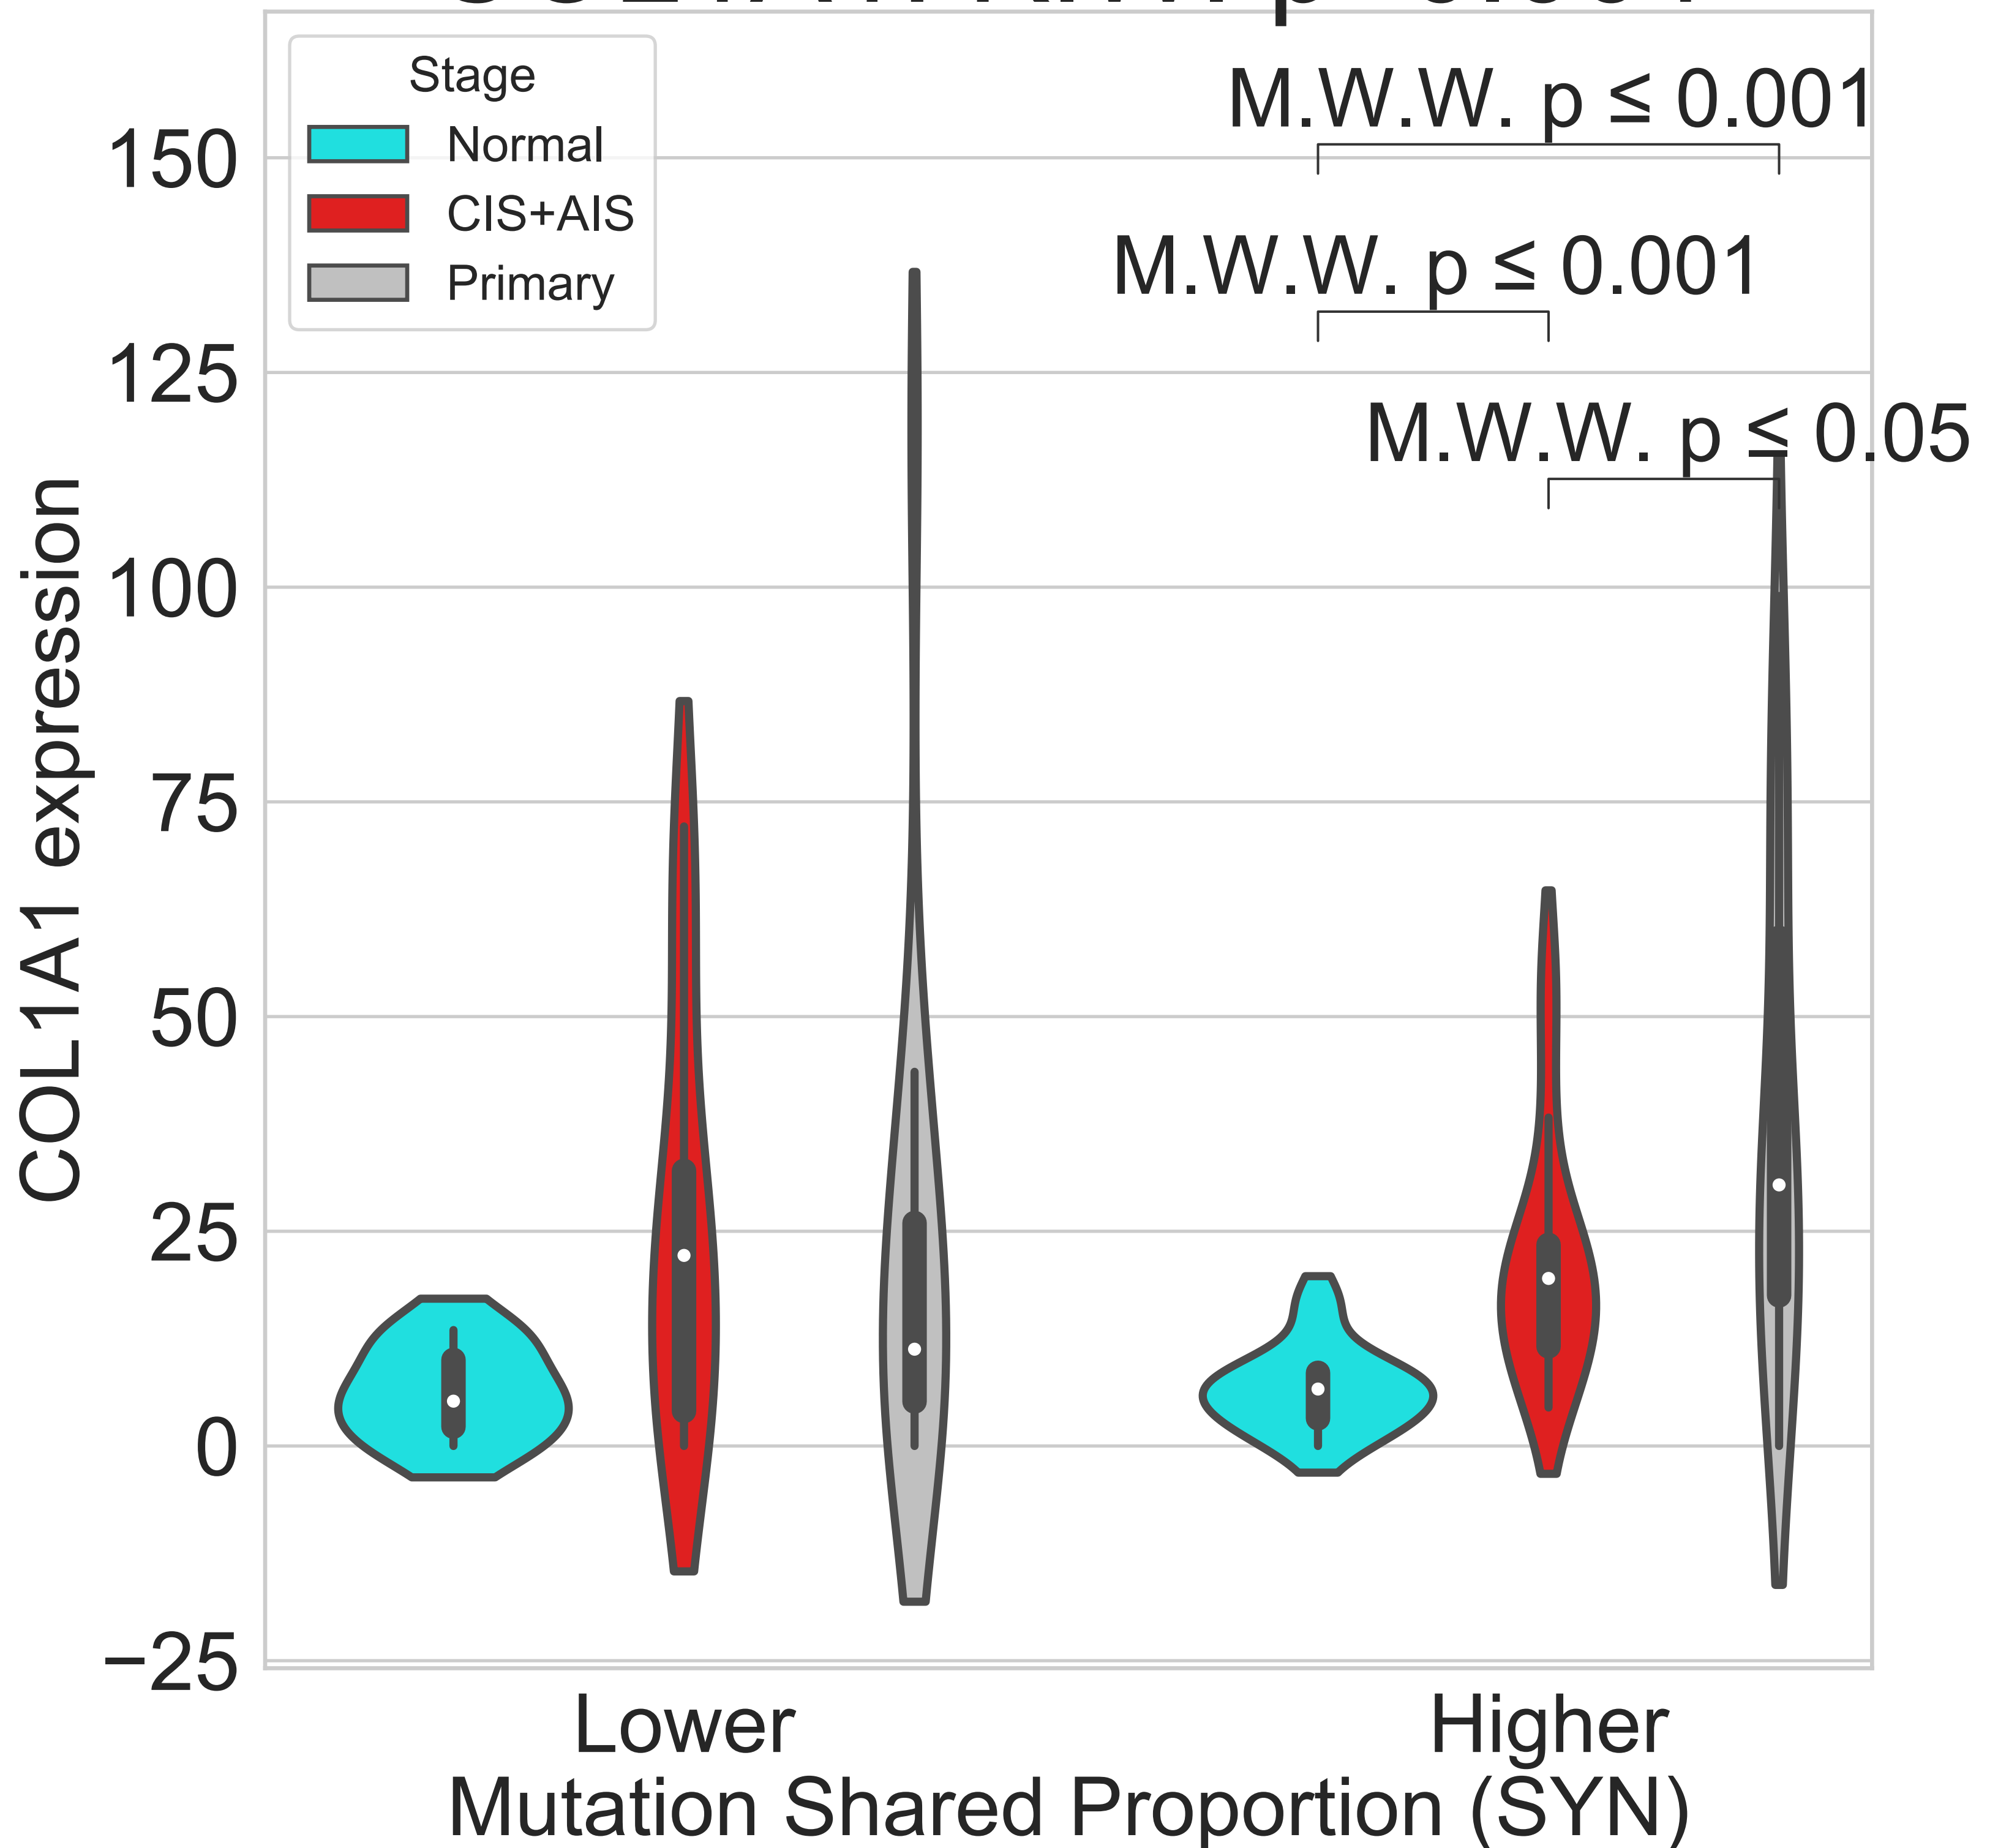 Stage
Normal
CIS+AIS
Primary
M.W.W. p ≤ 0.001
M.W.W. p ≤ 0.001
M.W.W. p ≤ 0.05
150
125
100
75
50
25
0
−25
COL1A1 expression
Lower
Higher
Mutation Shared Proportion (SYN)